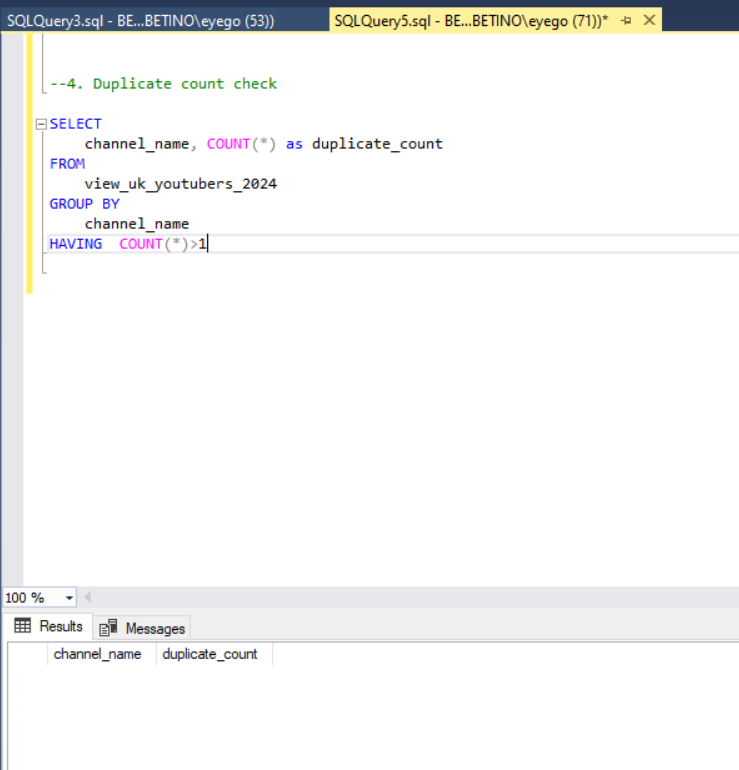 SQLQuery3.sql - BE...BETINO\eyego (53))
SQLQuery5.sql - BE...BETINO\eyego (71))*
--4. Duplicate count check
SELECT
channel_name, COUNT(*) as duplicate_count
FROM
view_uk_youtubers_2024
GROUP BY
channel_name
HAVING  COUNT(*)>1
100 %
Results
Messages
channel_name duplicate_count